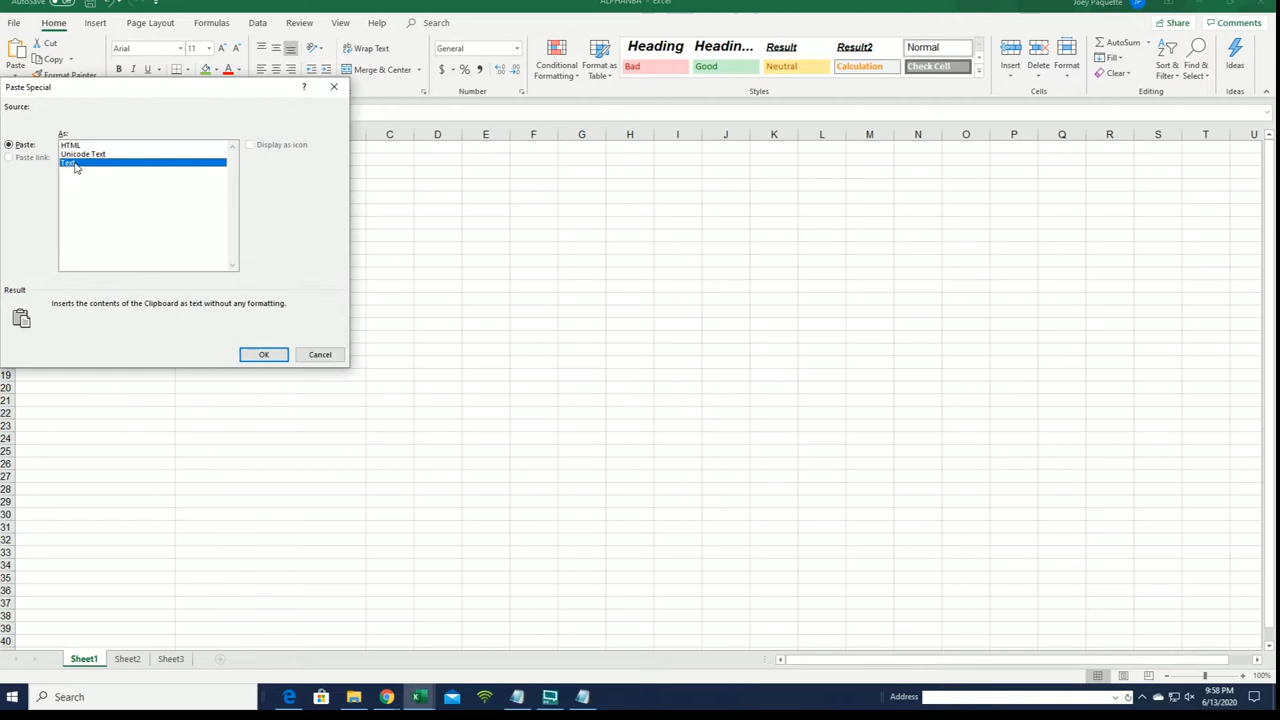 AutoSave Off ALPHANBA - Excel Joey Paquette JP
File Home Insert Page Layout Formulas Data Review View Help Search Share Comments
Paste Cut Copy Format Painter
Arial 11 A A B I U
Wrap Text Merge & Center
General $ % , Number
Conditional Formatting Format as Table
Heading Headin... Result Result2 Normal
Bad Good Neutral Calculation Check Cell
Styles
Insert Delete Format Cells
AutoSum Fill Clear Sort & Filter Find & Select Editing
Ideas Ideas
Paste Special ? ×
Source:
As:
Paste: HTML Display as icon
Paste link: Unicode Text
Text
Result
Inserts the contents of the Clipboard as text without any formatting.
OK Cancel
C D E F G H I J K L M N O P Q R S T U
19
20
21
22
23
24
25
26
27
28
29
30
31
32
33
34
35
36
37
38
39
40
Sheet1 Sheet2 Sheet3
100%
Search Address 9:58 PM
6/13/2020